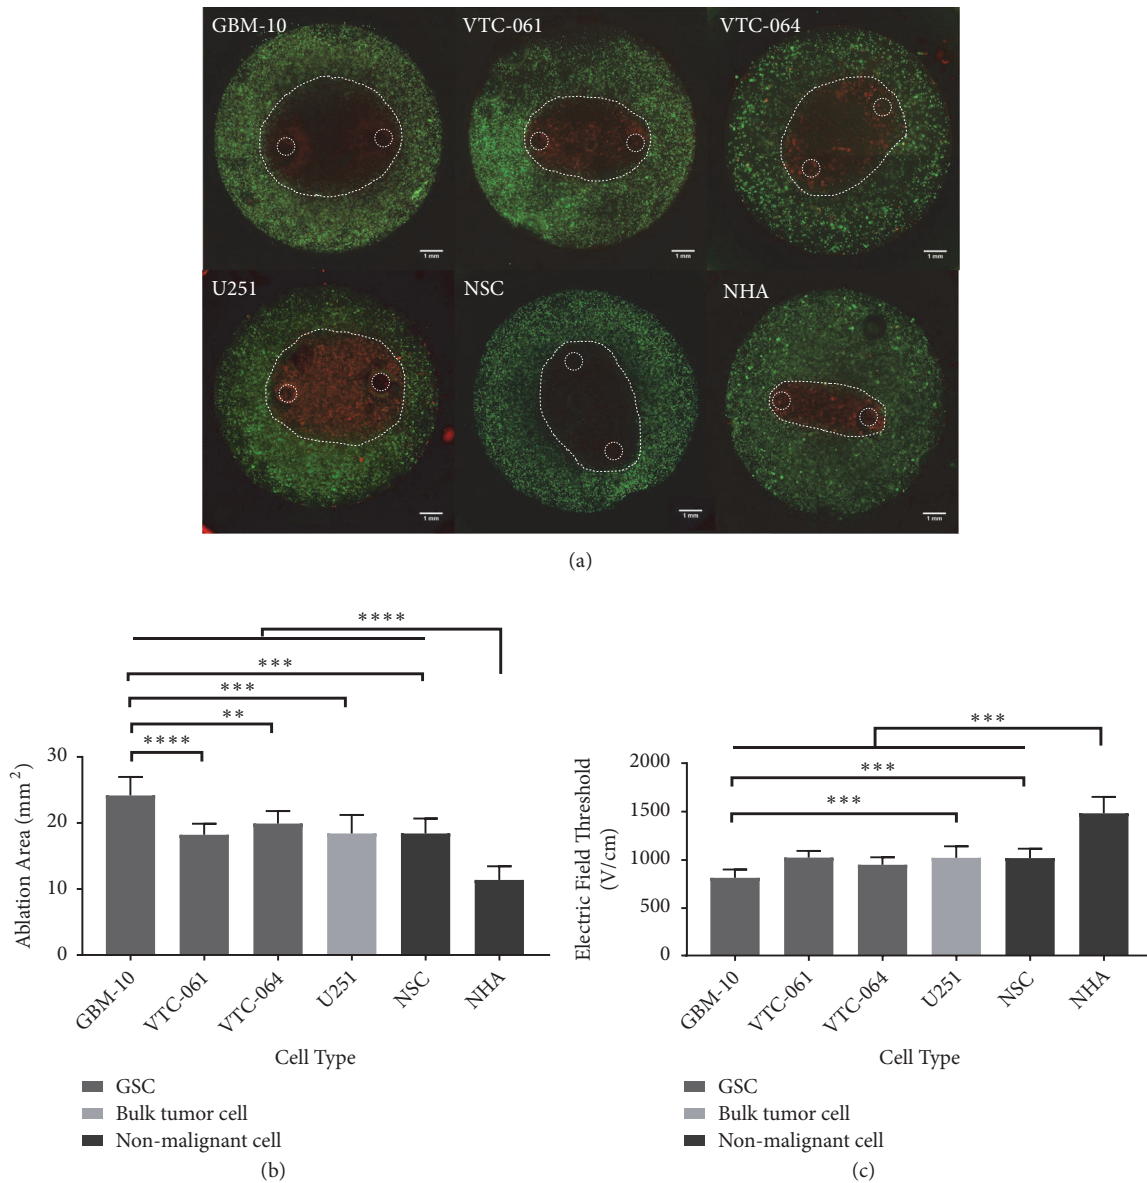 GBM-10 VTC-061 VTC-064
1 mm 1 mm 1 mm
U251 NSC NHA
1 mm 1 mm 1 mm
(a)
****
***
***
**
****
30
20
10
0
Ablation Area (mm 2)
GBM-10 VTC-061 VTC-064 U251 NSC NHA
Cell Type
GSC
Bulk tumor cell
Non-malignant cell
(b)
***
***
***
2000
1500
1000
500
0
Electric Field Threshold
(V/cm)
GBM-10 VTC-061 VTC-064 U251 NSC NHA
Cell Type
GSC
Bulk tumor cell
Non-malignant cell
(c)